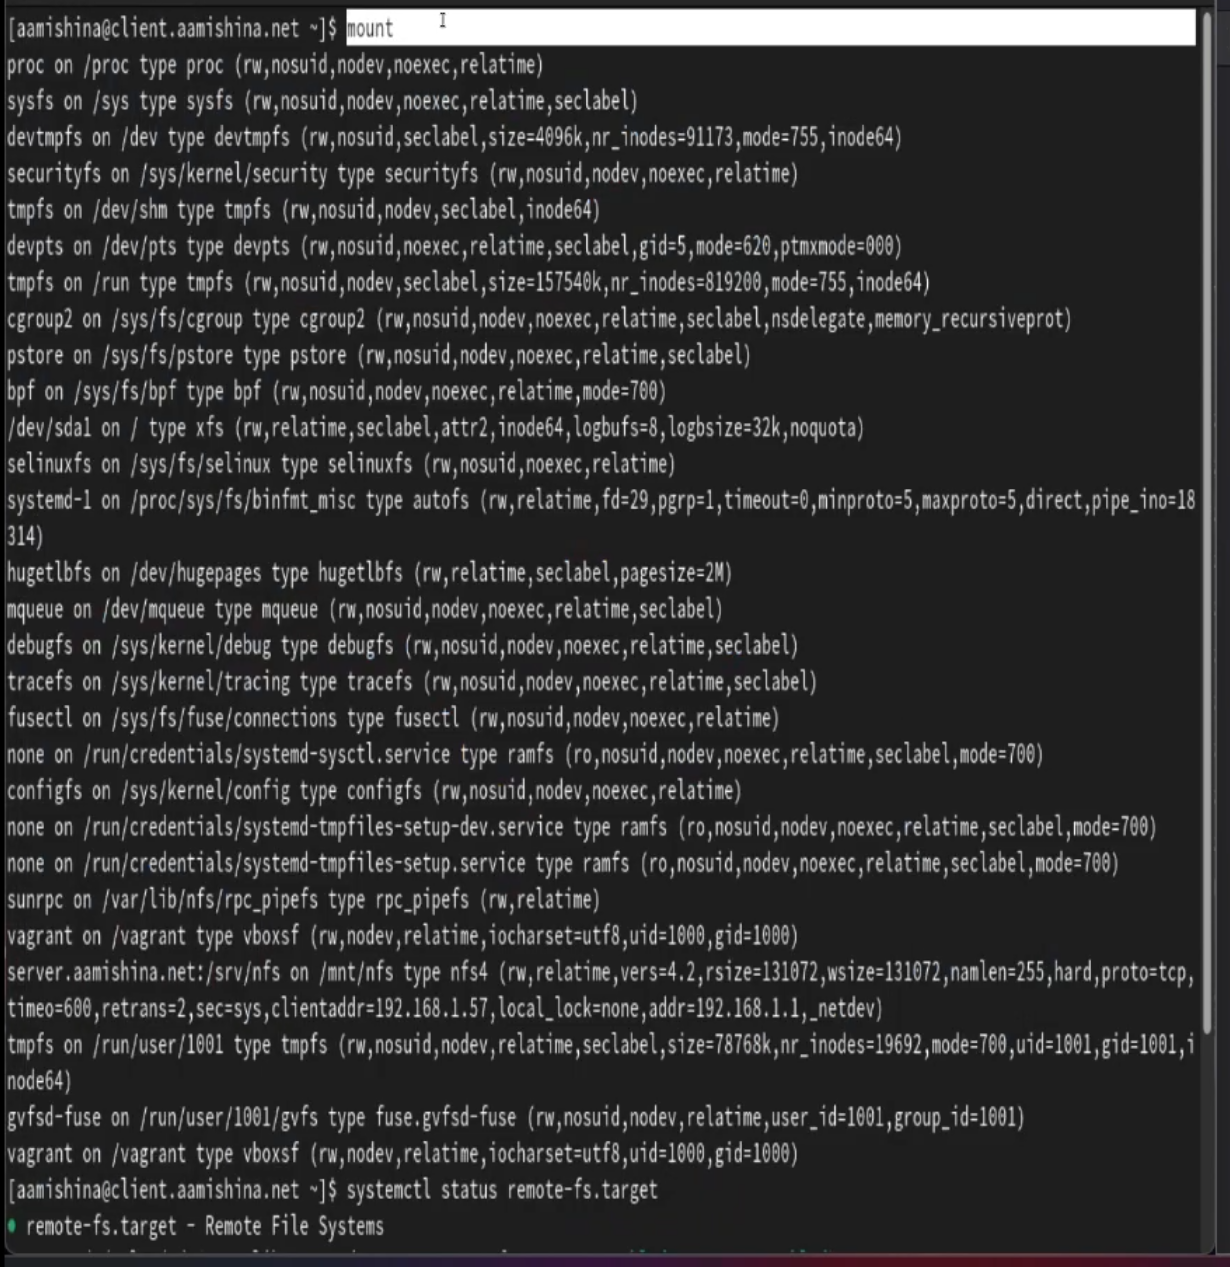 [aamishina@client.aamishina.net ~]$ mount
proc on /proc type proc (rw,nosuid,nodev,noexec,relatime)
sysfs on /sys type sysfs (rw,nosuid,nodev,noexec,relatime,seclabel)
devtmpfs on /dev type devtmpfs (rw,nosuid,seclabel,size=4096k,nr_inodes=91173,mode=755,inode64)
securityfs on /sys/kernel/security type securityfs (rw,nosuid,nodev,noexec,relatime)
tmpfs on /dev/shm type tmpfs (rw,nosuid,nodev,seclabel,inode64)
devpts on /dev/pts type devpts (rw,nosuid,noexec,relatime,seclabel,gid=5,mode=620,ptmxmode=000)
tmpfs on /run type tmpfs (rw,nosuid,nodev,seclabel,size=157540k,nr_inodes=819200,mode=755,inode64)
cgroup2 on /sys/fs/cgroup type cgroup2 (rw,nosuid,nodev,noexec,relatime,seclabel,nsdelegate,memory_recursiveprot)
pstore on /sys/fs/pstore type pstore (rw,nosuid,nodev,noexec,relatime,seclabel)
bpf on /sys/fs/bpf type bpf (rw,nosuid,nodev,noexec,relatime,mode=700)
/dev/sda1 on / type xfs (rw,relatime,seclabel,attr2,inode64,logbufs=8,logbsize=32k,noquota)
selinuxfs on /sys/fs/selinux type selinuxfs (rw,nosuid,noexec,relatime)
systemd-1 on /proc/sys/fs/binfmt_misc type autofs (rw,relatime,fd=29,pgrp=1,timeout=0,minproto=5,maxproto=5,direct,pipe_ino=18
314)
hugetlbfs on /dev/hugepages type hugetlbfs (rw,relatime,seclabel,pagesize=2M)
mqueue on /dev/mqueue type mqueue (rw,nosuid,nodev,noexec,relatime,seclabel)
debugfs on /sys/kernel/debug type debugfs (rw,nosuid,nodev,noexec,relatime,seclabel)
tracefs on /sys/kernel/tracing type tracefs (rw,nosuid,nodev,noexec,relatime,seclabel)
fusectl on /sys/fs/fuse/connections type fusectl (rw,nosuid,nodev,noexec,relatime)
none on /run/credentials/systemd-sysctl.service type ramfs (ro,nosuid,nodev,noexec,relatime,seclabel,mode=700)
configfs on /sys/kernel/config type configfs (rw,nosuid,nodev,noexec,relatime)
none on /run/credentials/systemd-tmpfiles-setup-dev.service type ramfs (ro,nosuid,nodev,noexec,relatime,seclabel,mode=700)
none on /run/credentials/systemd-tmpfiles-setup.service type ramfs (ro,nosuid,nodev,noexec,relatime,seclabel,mode=700)
sunrpc on /var/lib/nfs/rpc_pipefs type rpc_pipefs (rw,relatime)
vagrant on /vagrant type vboxsf (rw,nodev,relatime,iocharset=utf8,uid=1000,gid=1000)
server.aamishina.net:/srv/nfs on /mnt/nfs type nfs4 (rw,relatime,vers=4.2,rsize=131072,wsize=131072,namlen=255,hard,proto=tcp,
timeo=600,retrans=2,sec=sys,clientaddr=192.168.1.57,local_lock=none,addr=192.168.1.1,_netdev)
tmpfs on /run/user/1001 type tmpfs (rw,nosuid,nodev,relatime,seclabel,size=78768k,nr_inodes=19692,mode=700,uid=1001,gid=1001,i
node64)
gvfsd-fuse on /run/user/1001/gvfs type fuse.gvfsd-fuse (rw,nosuid,nodev,relatime,user_id=1001,group_id=1001)
vagrant on /vagrant type vboxsf (rw,nodev,relatime,iocharset=utf8,uid=1000,gid=1000)
[aamishina@client.aamishina.net ~]$ systemctl status remote-fs.target
● remote-fs.target - Remote File Systems